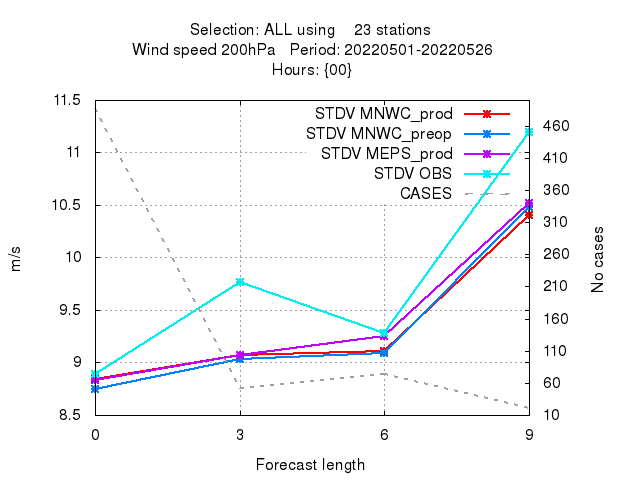 Selection: ALL using    23 stations
Wind speed 200hPa   Period: 20220501-20220526
Hours: {00}
STDV MNWC_prod
STDV MNWC_preop
STDV MEPS_prod
STDV OBS
CASES
11.5
11
10.5
10
9.5
9
8.5
m/s
460
410
360
310
260
210
160
110
60
10
No cases
0 3 6 9
Forecast length